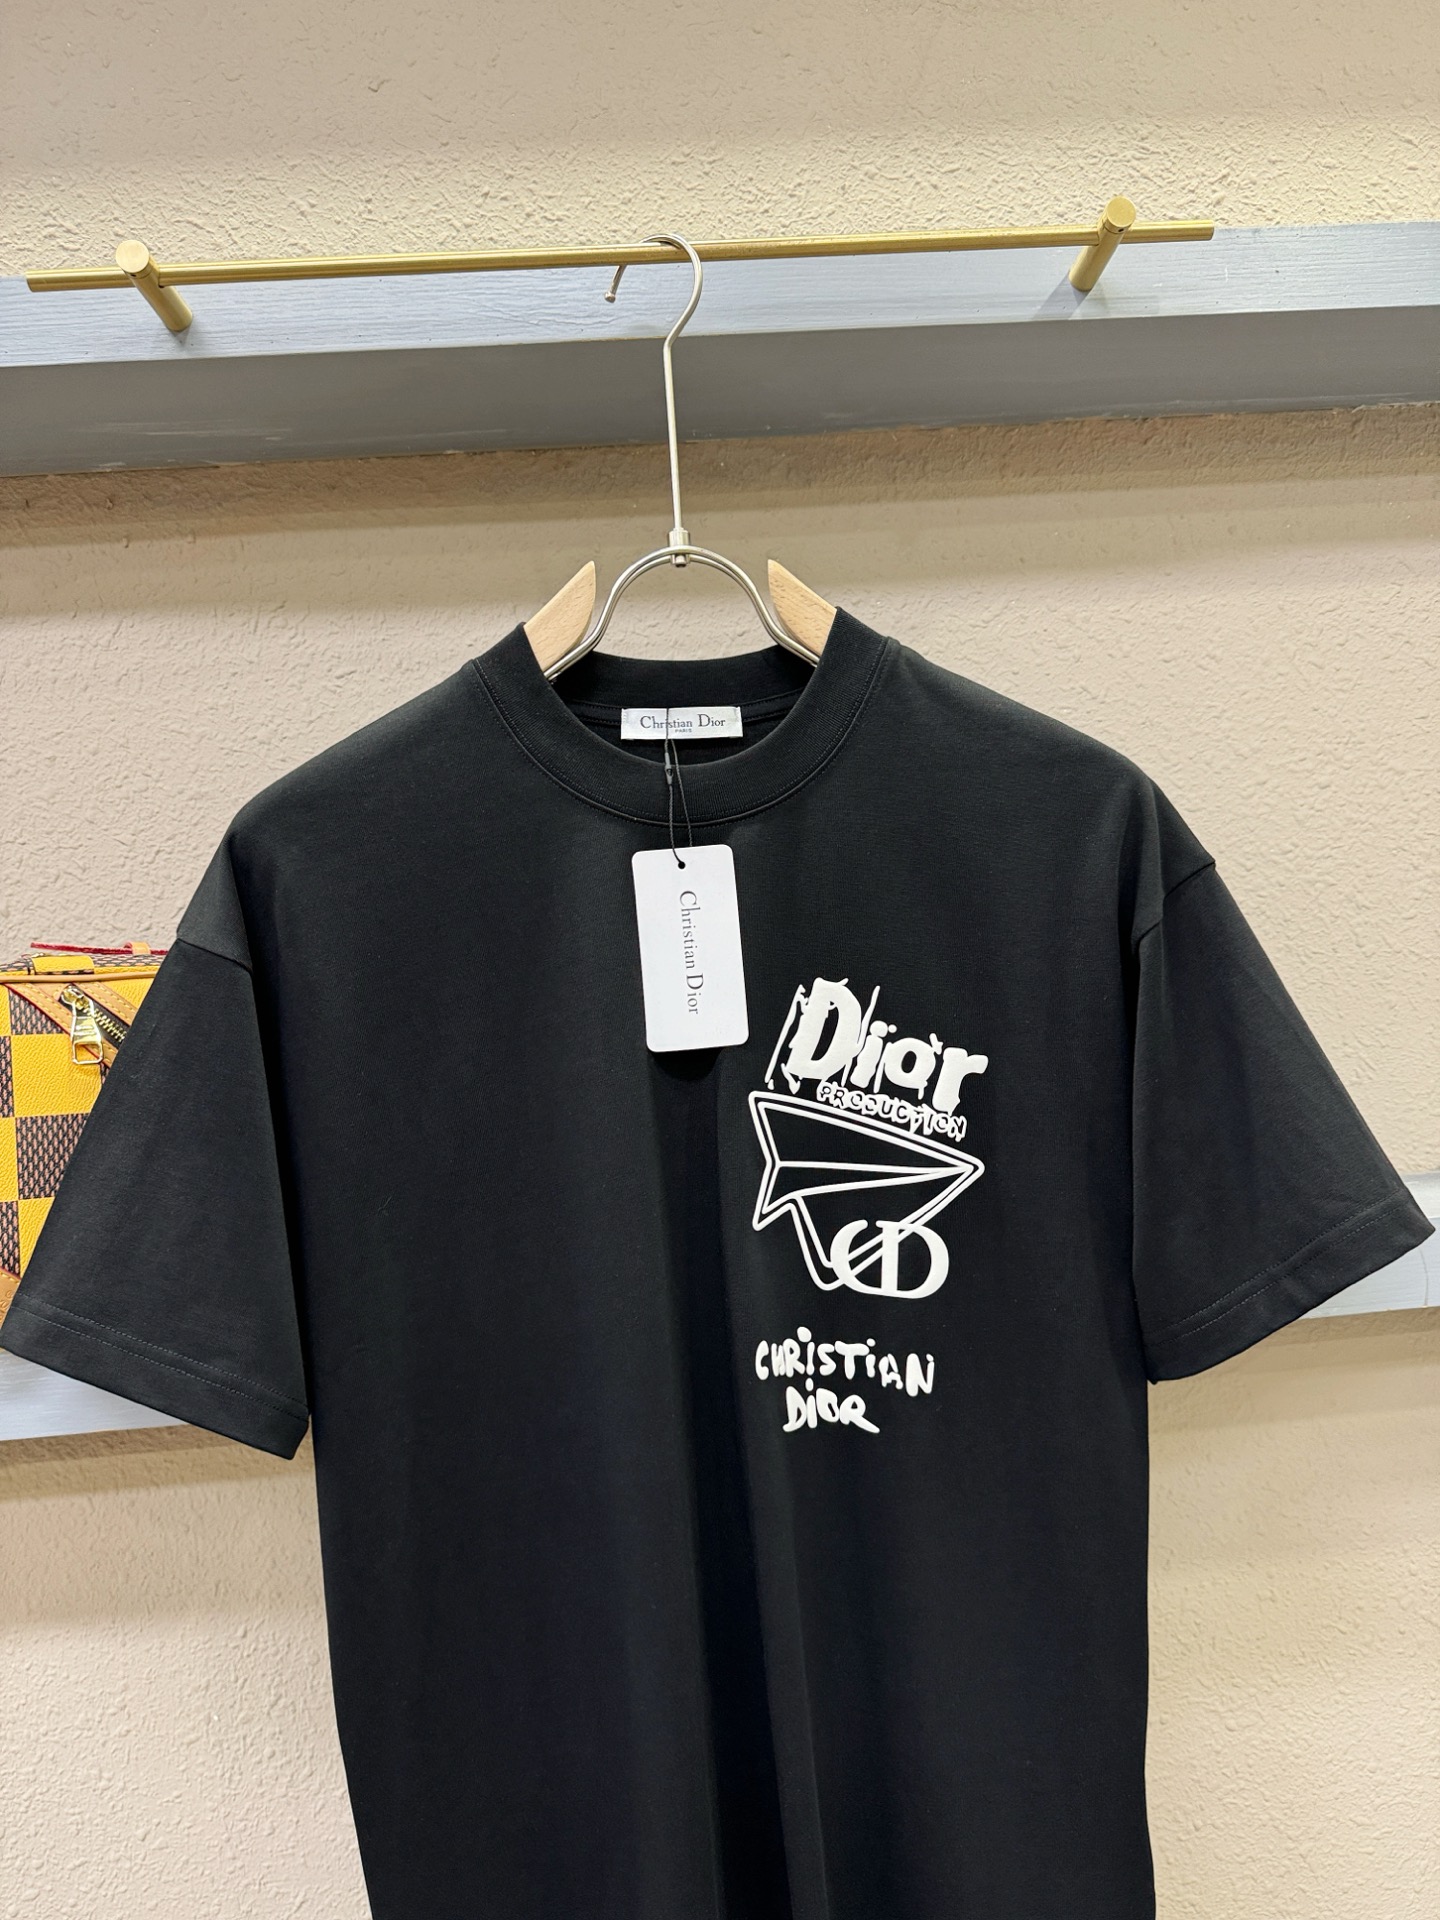 Christian Dior
PARIS
Christian Dior
Dior
PRODUCTION
CD
CHRiSTiAN
DiOR